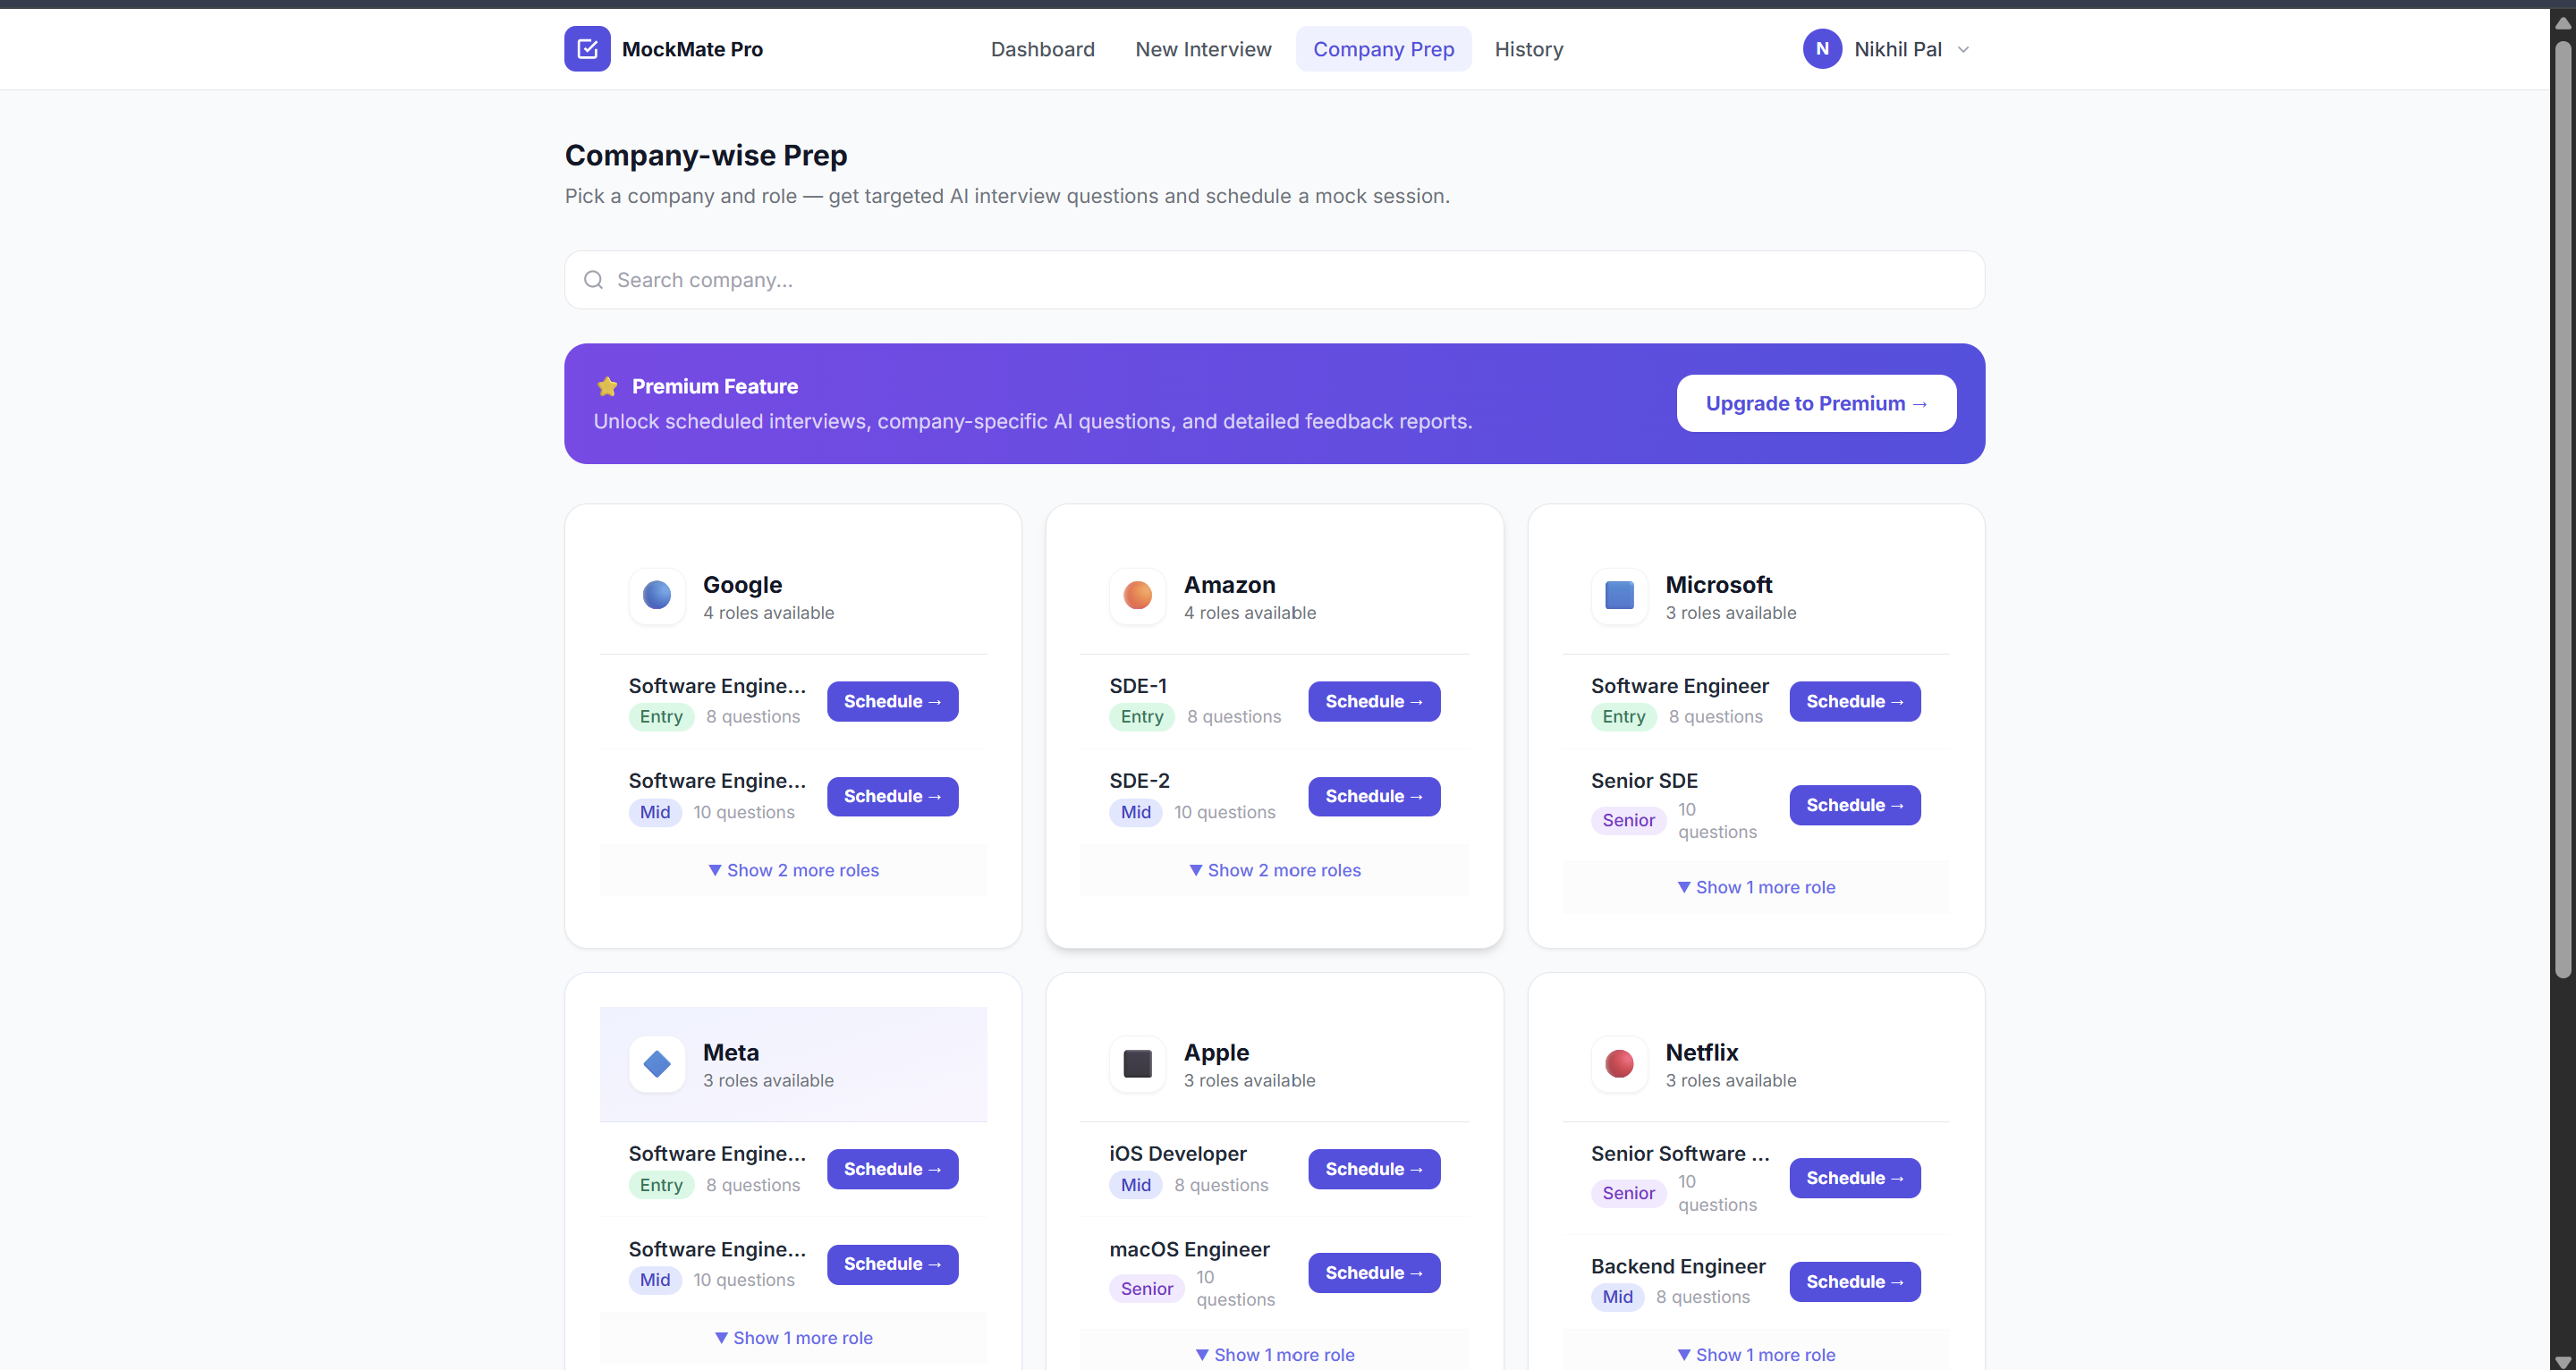 MockMate Pro
Dashboard
New Interview
Company Prep
History
N
Nikhil Pal
Company-wise Prep
Pick a company and role — get targeted AI interview questions and schedule a mock session.
Search company...
Premium Feature
Unlock scheduled interviews, company-specific AI questions, and detailed feedback reports.
Upgrade to Premium →
Google
4 roles available
Software Engine...
Entry 8 questions
Schedule →
Software Engine...
Mid 10 questions
Schedule →
▼ Show 2 more roles
Amazon
4 roles available
SDE-1
Entry 8 questions
Schedule →
SDE-2
Mid 10 questions
Schedule →
▼ Show 2 more roles
Microsoft
3 roles available
Software Engineer
Entry 8 questions
Schedule →
Senior SDE
Senior 10
questions
Schedule →
▼ Show 1 more role
Meta
3 roles available
Software Engine...
Entry 8 questions
Schedule →
Software Engine...
Mid 10 questions
Schedule →
▼ Show 1 more role
Apple
3 roles available
iOS Developer
Mid 8 questions
Schedule →
macOS Engineer
Senior 10
questions
Schedule →
▼ Show 1 more role
Netflix
3 roles available
Senior Software ...
Senior 10
questions
Schedule →
Backend Engineer
Mid 8 questions
Schedule →
▼ Show 1 more role